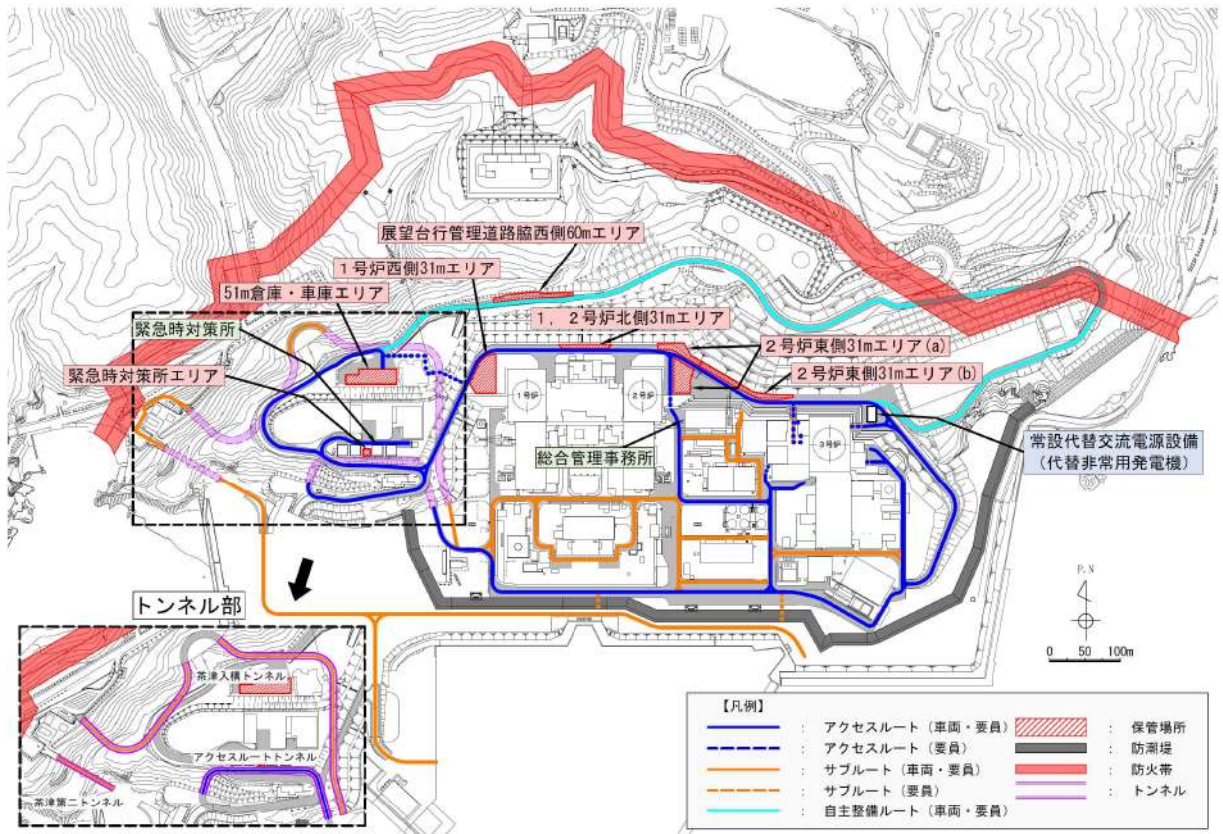 展望台行管理道路脇西側60mエリア
1号炉西側31mエリア
51m倉庫・車庫エリア
緊急時対策所
1,2号炉北側31mエリア
2号炉東側31mエリア(a)
緊急時対策所エリア
2号炉東側31mエリア(b)
1号炉
2号炉
3号炉
常設代替交流電源設備
(代替非常用発電機)
総合管理事務所
トンネル部
茶津入構トンネル
アクセスルートトンネル
茶津第二トンネル
P.N
0 50 100m
【凡例】
: アクセスルート(車両・要員)
: アクセスルート(要員)
: サブルート(車両・要員)
: サブルート(要員)
: 自主整備ルート(車両・要員)
: 保管場所
: 防潮堤
: 防火帯
: トンネル